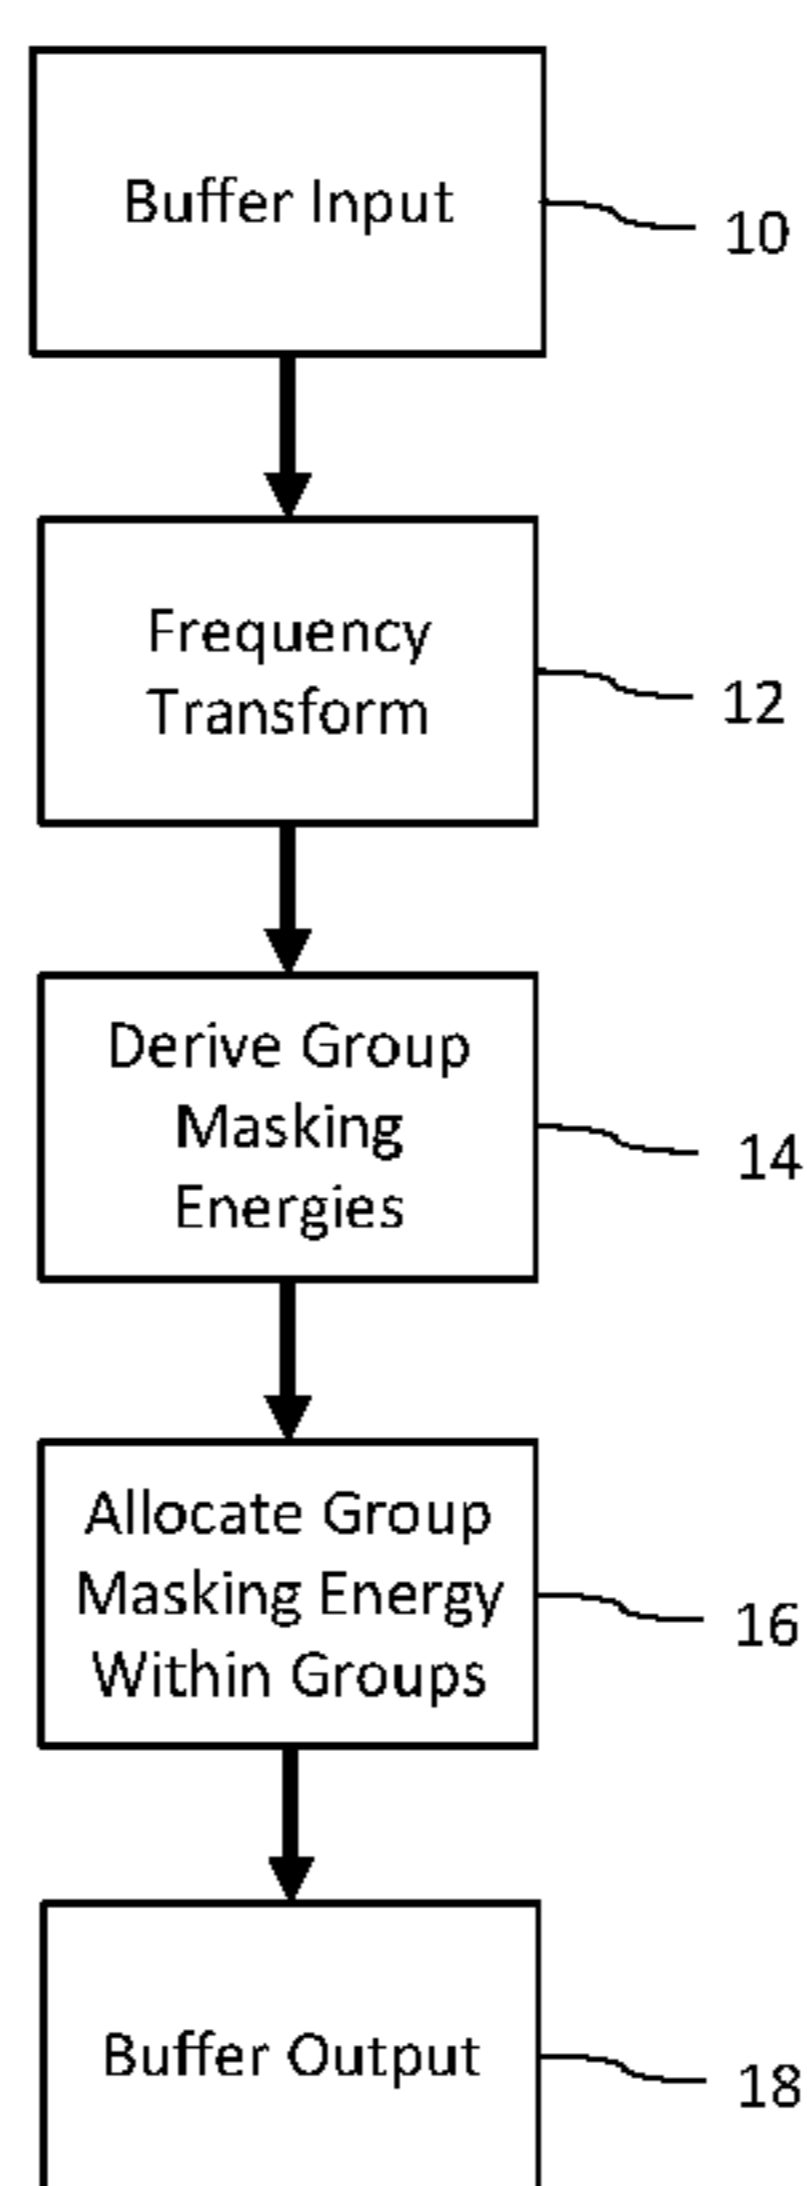 Buffer Input
10
Frequency
Transform
12
Derive Group
Masking
Energies
14
Allocate Group
Masking Energy
Within Groups
16
Buffer Output
18